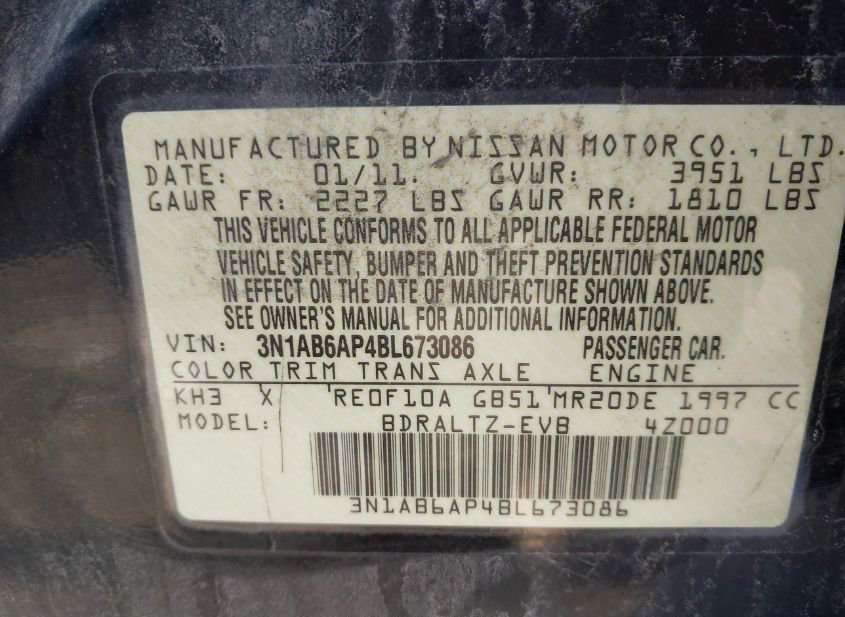 MANUFACTURED BY NISSAN MOTOR CO., LTD.
DATE: 01/11. GVWR: 3951 LBS
GAWR FR: 2227 LBS GAWR RR: 1810 LBS
THIS VEHICLE CONFORMS TO ALL APPLICABLE FEDERAL MOTOR
VEHICLE SAFETY, BUMPER AND THEFT PREVENTION STANDARDS
IN EFFECT ON THE DATE OF MANUFACTURE SHOWN ABOVE.
SEE OWNER'S MANUAL FOR ADDITIONAL INFORMATION.
VIN: 3N1AB6AP4BL673086 PASSENGER CAR.
COLOR TRIM TRANS AXLE ENGINE
KH3 X RE0F10A GB51 MR20DE 1997 CC
MODEL: BDRALTZ-EVB 4Z000
3N1AB6AP4BL673086